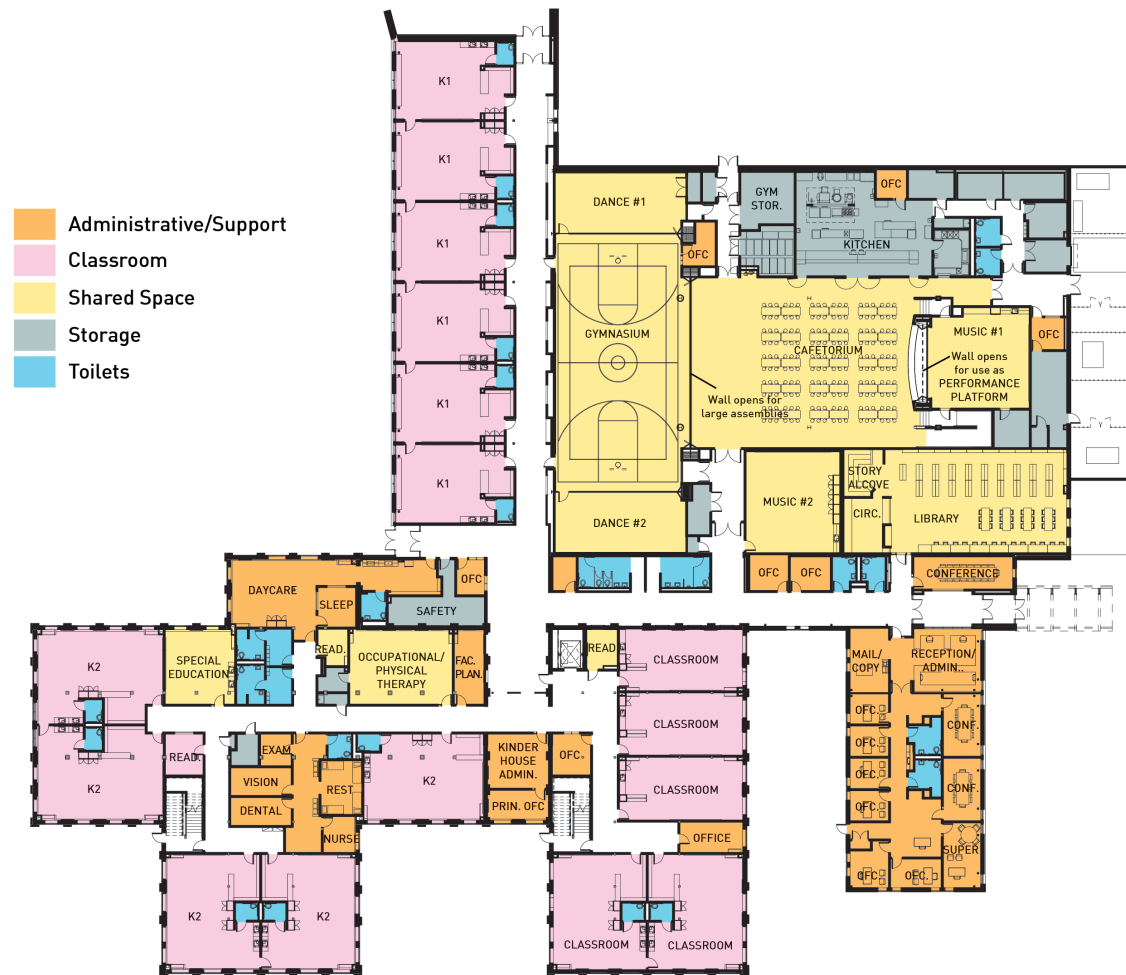 Administrative/Support
Classroom
Shared Space
Storage
Toilets
K1
K1
K1
K1
K1
K1
DANCE #1
GYM
STOR.
OFC
KITCHEN
OFC
GYMNASIUM
CAFETORIUM
MUSIC #1
OFC
Wall opens
for use as
PERFORMANCE
PLATFORM
Wall opens for
large assemblies
DANCE #2
MUSIC #2
STORY
ALCOVE
CIRC.
LIBRARY
OFC
OFC
CONFERENCE
DAYCARE
SLEEP
OFC
SAFETY
K2
SPECIAL
EDUCATION
READ.
OCCUPATIONAL/
PHYSICAL
THERAPY
FAC.
PLAN.
READ.
CLASSROOM
MAIL/
COPY
RECEPTION/
ADMIN..
CLASSROOM
OFC.
CONF.
K2
READ.
EXAM
VISION
DENTAL
REST
NURSE
K2
KINDER
HOUSE
ADMIN.
PRIN. OFC
OFC.
CLASSROOM
OFFICE
OFC.
OFC.
CONF.
OFC.
SUPER
OFC.
OFC.
K2
K2
CLASSROOM
CLASSROOM